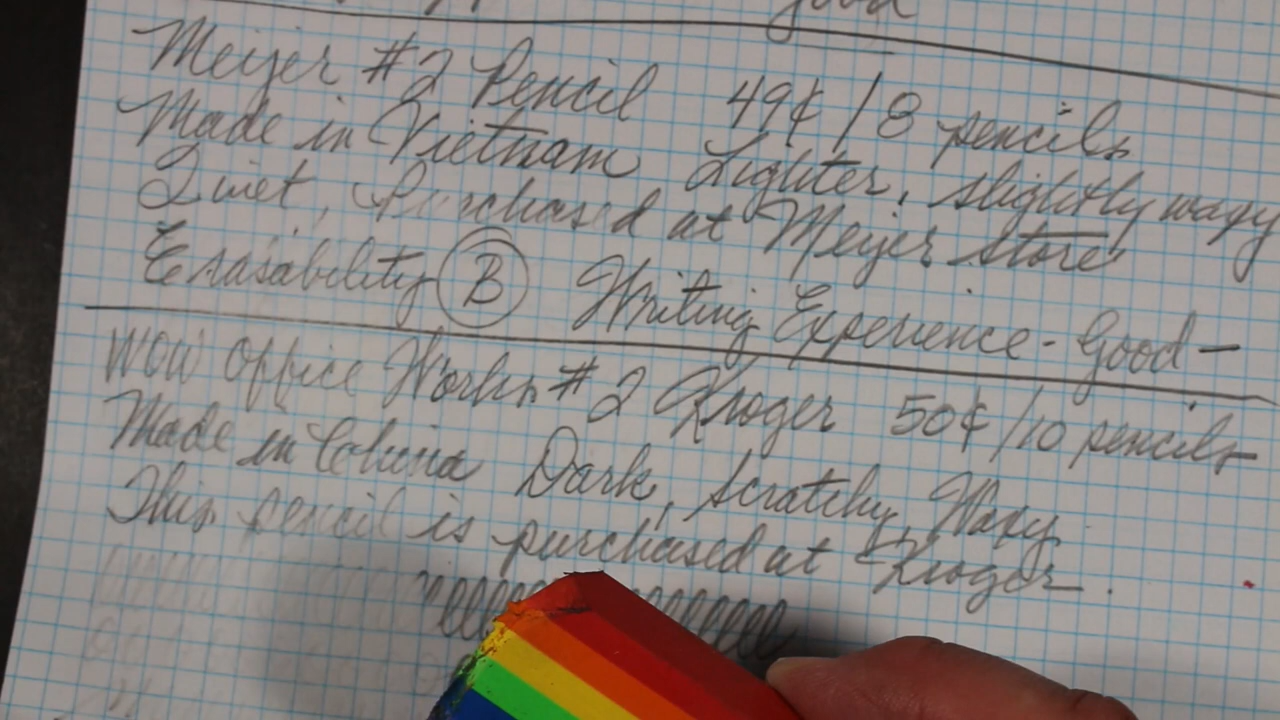 good
Meijer #2 Pencil 49¢ / 8 pencils
Made in Vietnam Lighter, slightly waxy
Quiet, Purchased at Meijer Store
Erasability B Writing Experience - Good -
WOW Office Works #2 Kroger 50¢ / 10 pencils
Made in China Dark, Scratchy, Waxy
This pencil is purchased at Kroger.